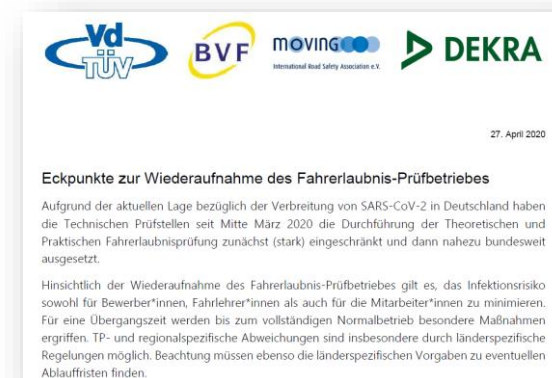 Vd
TÜV
BVF
MOVING
International Road Safety Association e.V.
DEKRA
27. April 2020
Eckpunkte zur Wiederaufnahme des Fahrerlaubnis-Prüfbetriebes
Aufgrund der aktuellen Lage bezüglich der Verbreitung von SARS-CoV-2 in Deutschland haben
die Technischen Prüfstellen seit Mitte März 2020 die Durchführung der Theoretischen und
Praktischen Fahrerlaubnisprüfung zunächst (stark) eingeschränkt und dann nahezu bundesweit
ausgesetzt.
Hinsichtlich der Wiederaufnahme des Fahrerlaubnis-Prüfbetriebes gilt es, das Infektionsrisiko
sowohl für Bewerber*innen, Fahrlehrer*innen als auch für die Mitarbeiter*innen zu minimieren.
Für eine Übergangszeit werden bis zum vollständigen Normalbetrieb besondere Maßnahmen
ergriffen. TP- und regionalspezifische Abweichungen sind insbesondere durch länderspezifische
Regelungen möglich. Beachtung müssen ebenso die länderspezifischen Vorgaben zu eventuellen
Ablauffristen finden.